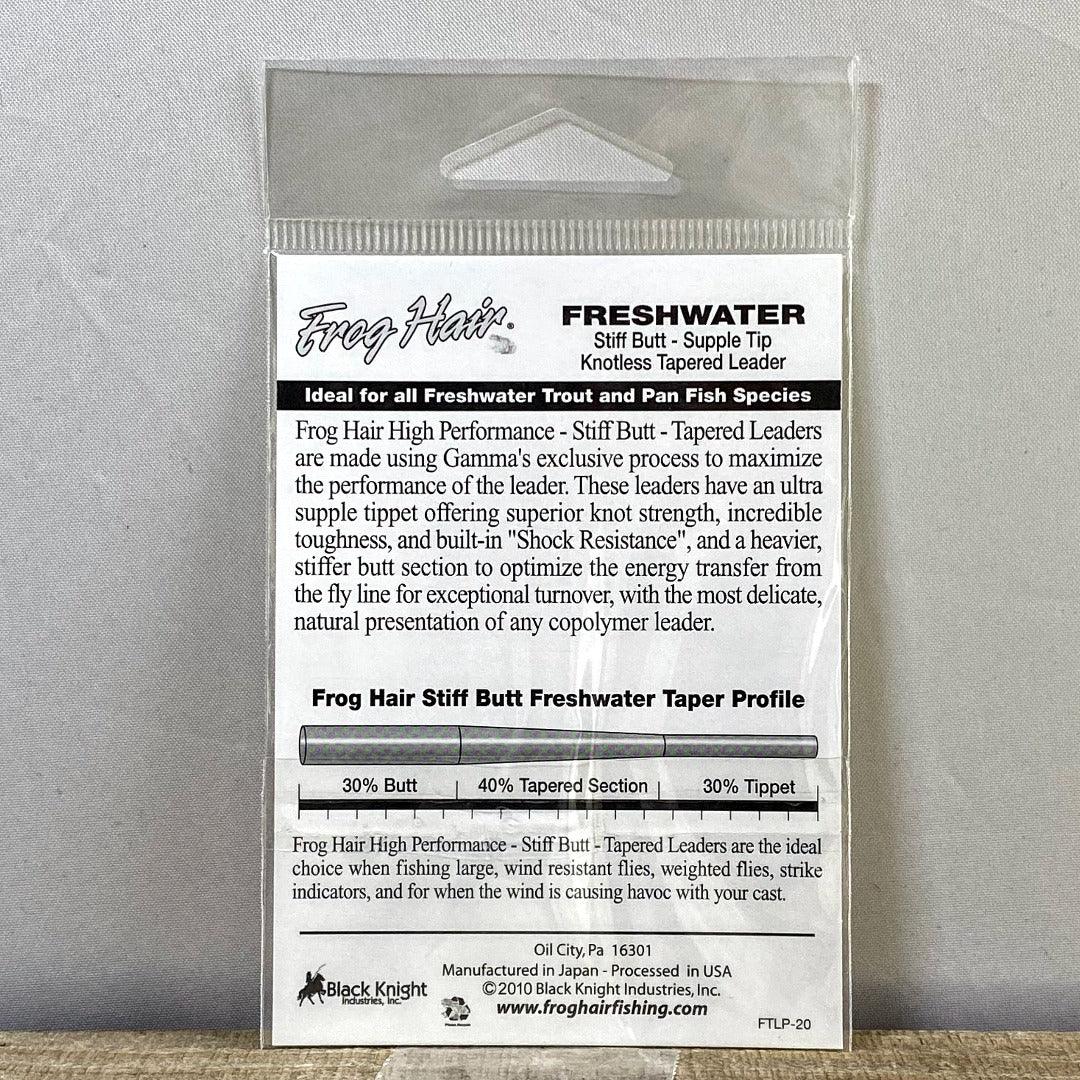 Frog Hair®
FRESHWATER
Stiff Butt - Supple Tip
Knotless Tapered Leader
Ideal for all Freshwater Trout and Pan Fish Species
Frog Hair High Performance - Stiff Butt - Tapered Leaders
are made using Gamma's exclusive process to maximize
the performance of the leader. These leaders have an ultra
supple tippet offering superior knot strength, incredible
toughness, and built-in "Shock Resistance", and a heavier,
stiffer butt section to optimize the energy transfer from
the fly line for exceptional turnover, with the most delicate,
natural presentation of any copolymer leader.
Frog Hair Stiff Butt Freshwater Taper Profile
30% Butt 40% Tapered Section 30% Tippet
Frog Hair High Performance - Stiff Butt - Tapered Leaders are the ideal
choice when fishing large, wind resistant flies, weighted flies, strike
indicators, and for when the wind is causing havoc with your cast.
Oil City, Pa 16301
Manufactured in Japan - Processed in USA
©2010 Black Knight Industries, Inc.
www.froghairfishing.com
Black Knight
Industries, Inc.
Please Recycle
FTLP-20